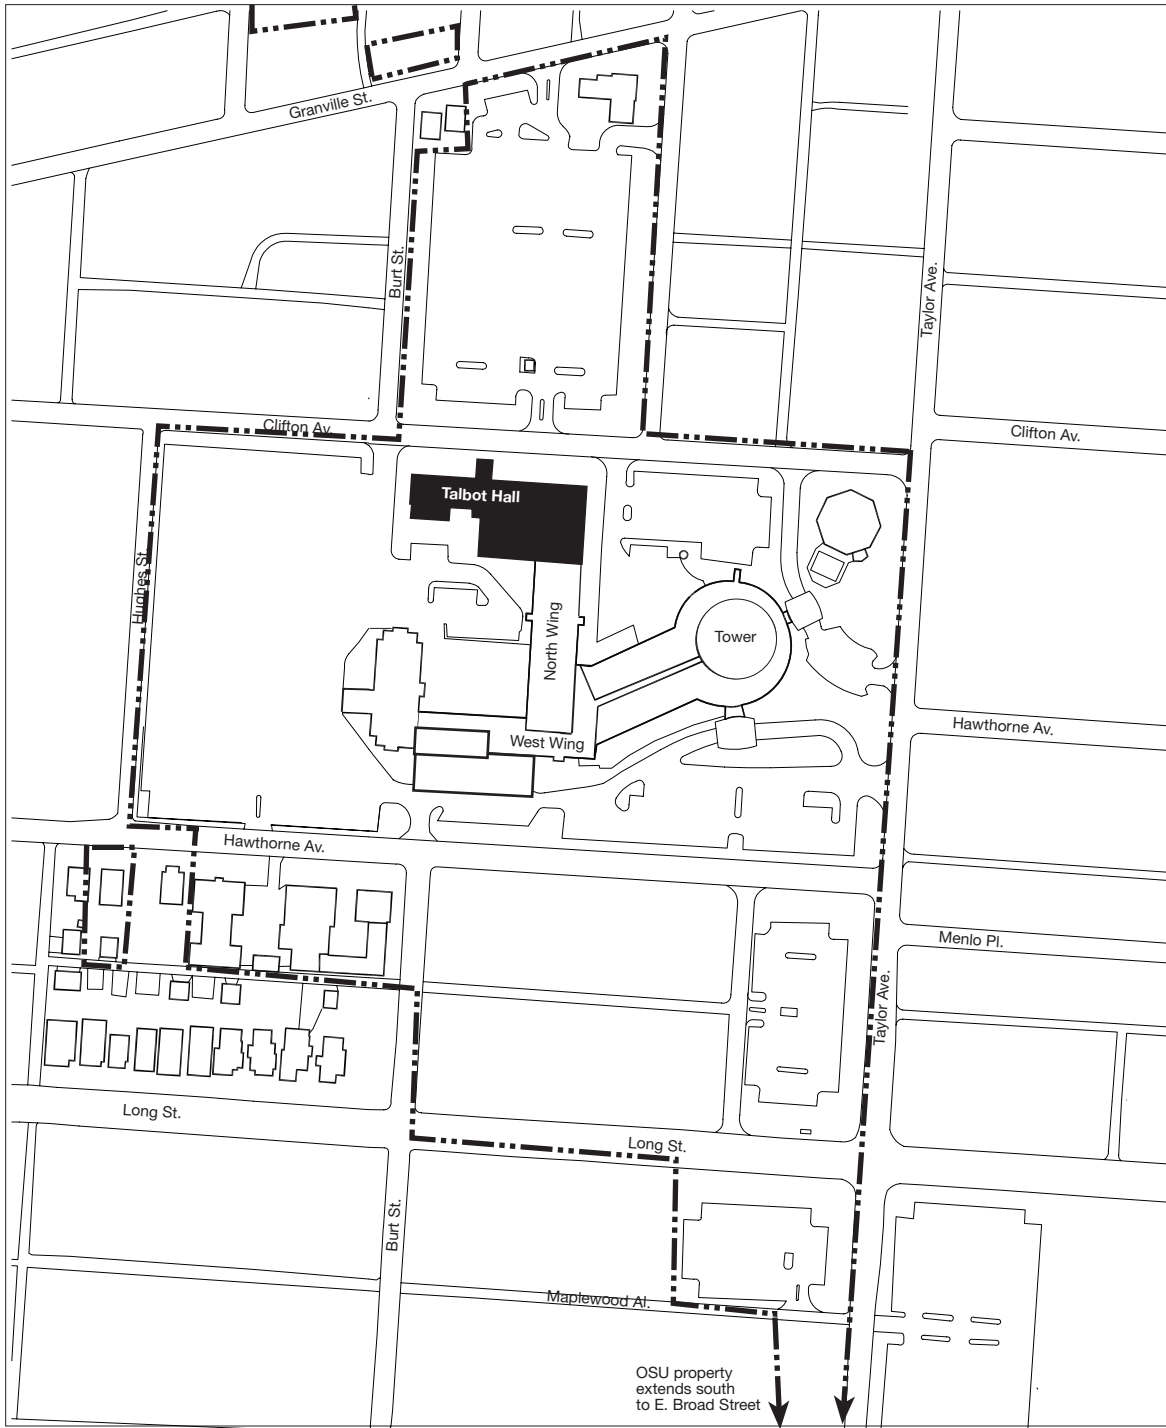 Granville St.
Burt St.
Taylor Ave.
Clifton Av.
Clifton Av.
Talbot Hall
Hughes St.
North Wing
Tower
West Wing
Hawthorne Av.
Hawthorne Av.
Menlo Pl.
Taylor Ave.
Long St.
Long St.
Burt St.
Maplewood Al.
OSU property
extends south
to E. Broad Street